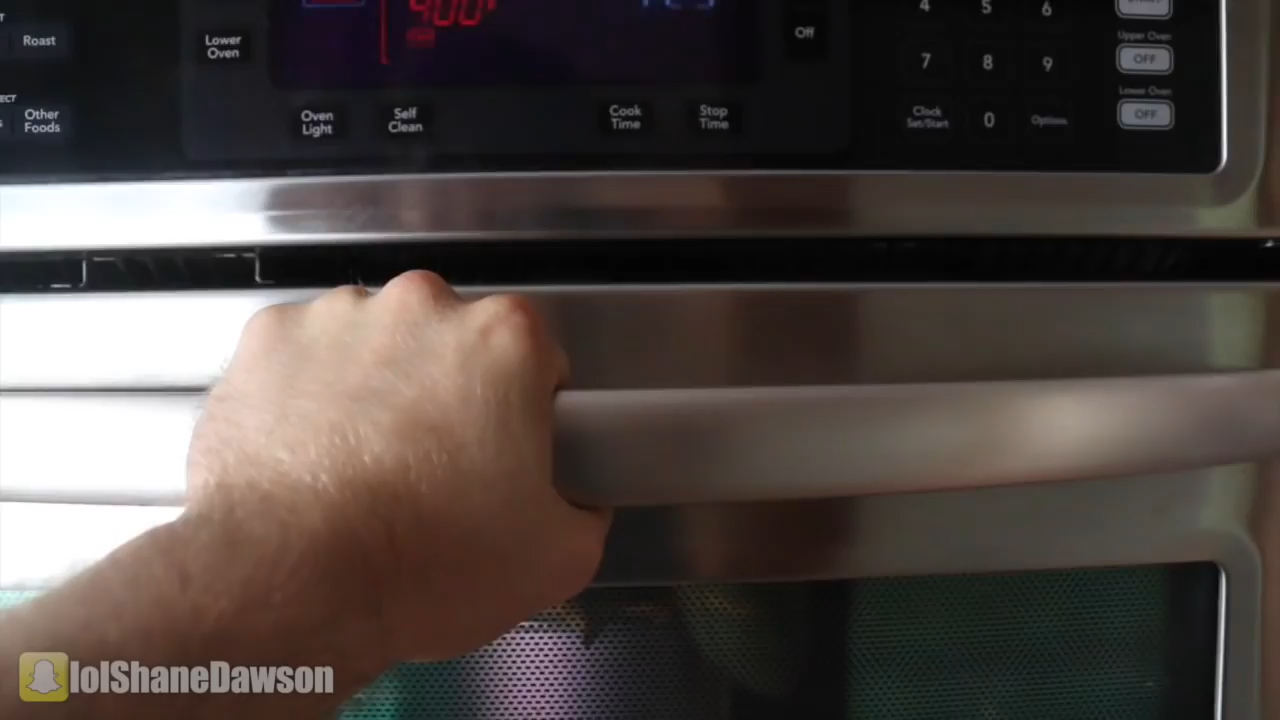 Roast
Other
Foods
Lower
Oven
400°
Oven
Light
Self
Clean
Cook
Time
Stop
Time
Off
4 5 6
7 8 9
Clock
Set/Start
0
Options
Upper Oven
OFF
Lower Oven
OFF
lolShaneDawson